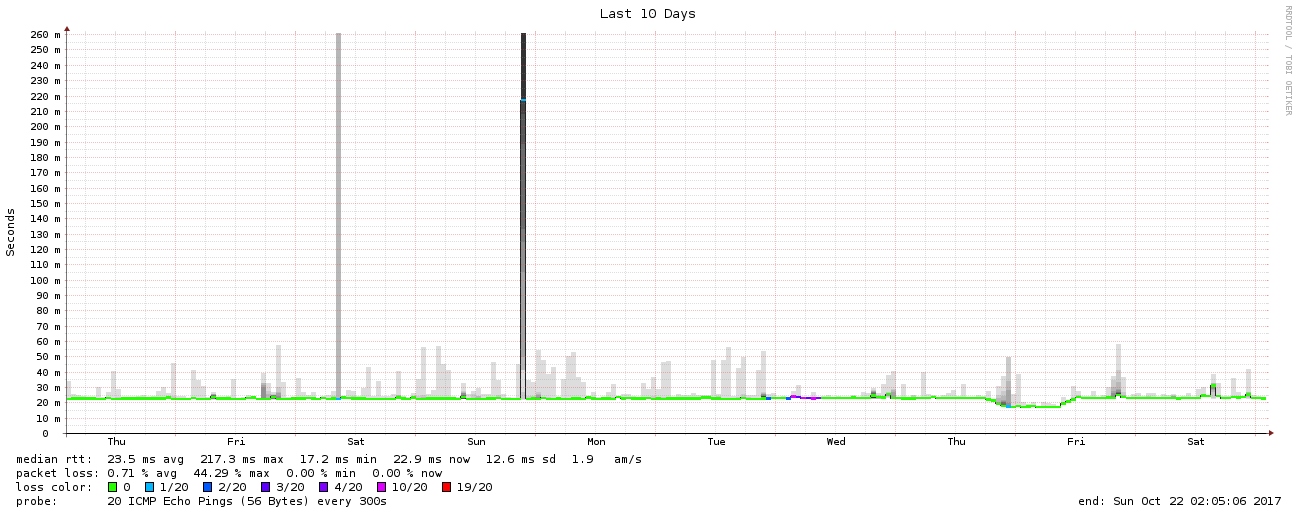 Last 10 Days
RRDTOOL / TOBI OETIKER
Seconds
260 m
250 m
240 m
230 m
220 m
210 m
200 m
190 m
180 m
170 m
160 m
150 m
140 m
130 m
120 m
110 m
100 m
90 m
80 m
70 m
60 m
50 m
40 m
30 m
20 m
10 m
0
Thu Fri Sat Sun Mon Tue Wed Thu Fri Sat
median rtt: 23.5 ms avg 217.3 ms max 17.2 ms min 22.9 ms now 12.6 ms sd 1.9 am/s
packet loss: 0.71 % avg 44.29 % max 0.00 % min 0.00 % now
loss color: 0 1/20 2/20 3/20 4/20 10/20 19/20
probe: 20 ICMP Echo Pings (56 Bytes) every 300s end: Sun Oct 22 02:05:06 2017